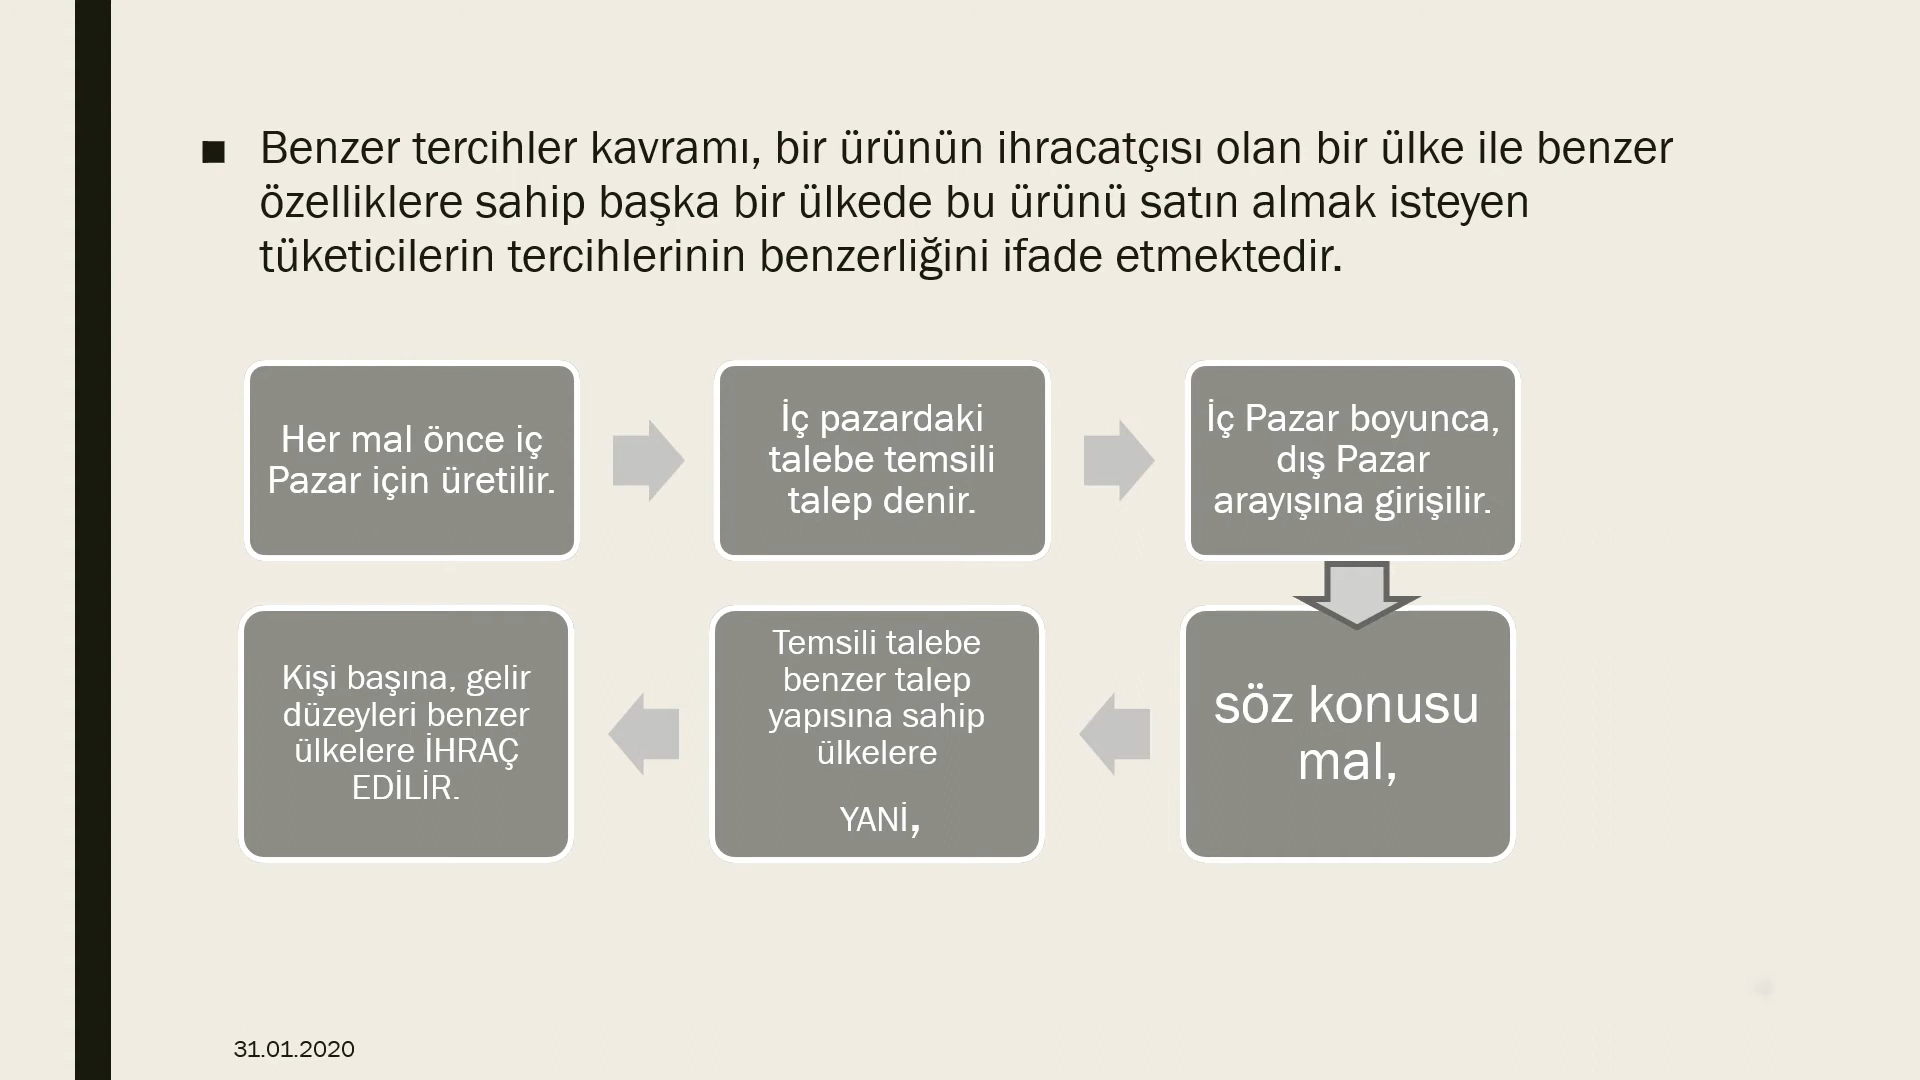 ■ Benzer tercihler kavramı, bir ürünün ihracatçısı olan bir ülke ile benzer
özelliklere sahip başka bir ülkede bu ürünü satın almak isteyen
tüketicilerin tercihlerinin benzerliğini ifade etmektedir.
Her mal önce iç
Pazar için üretilir.
İç pazardaki
talebe temsili
talep denir.
İç Pazar boyunca,
dış Pazar
arayışına girişilir.
söz konusu
mal,
Temsili talebe
benzer talep
yapısına sahip
ülkelere
YANİ,
Kişi başına, gelir
düzeyleri benzer
ülkelere İHRAÇ
EDİLİR.
31.01.2020